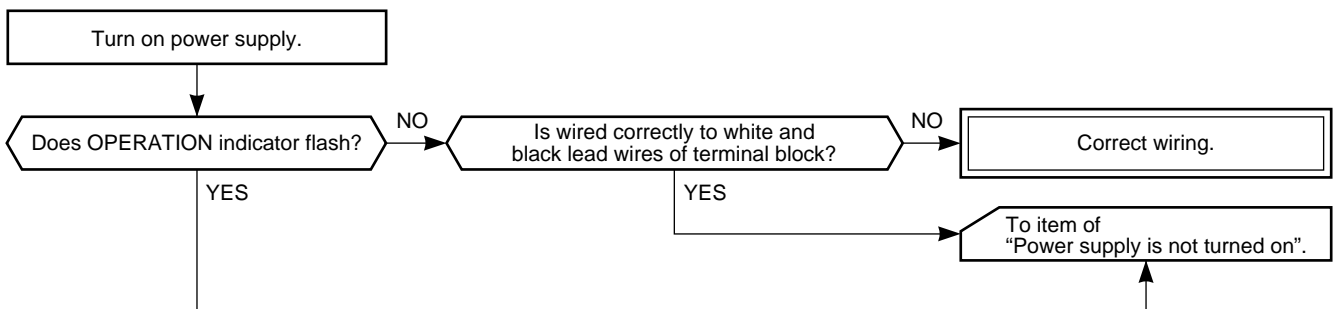 Turn on power supply.
Does OPERATION indicator flash?
NO
Is wired correctly to white and
black lead wires of terminal block?
NO
Correct wiring.
YES
YES
To item of
“Power supply is not turned on”.